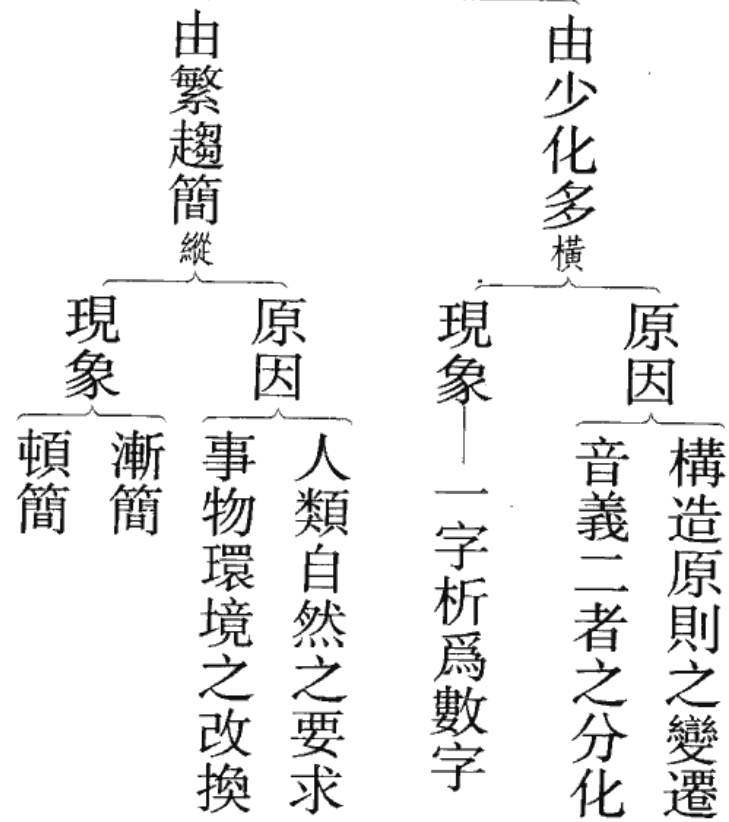 由少化多橫
原因
構造原則之變遷
音義二者之分化
現象
一字析爲數字
由繁趨簡縱
原因
人類自然之要求
事物環境之改換
現象
漸簡
頓簡